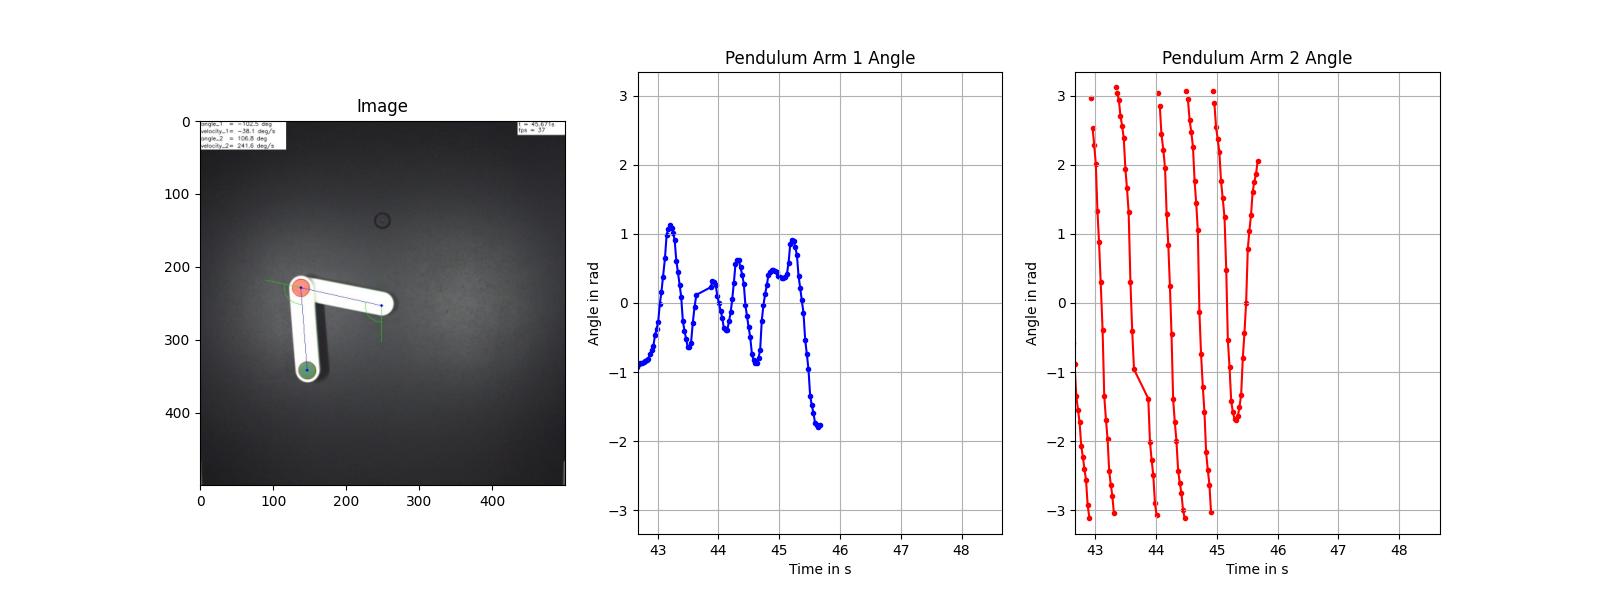 Image
angle_1 = -102.5 deg
velocity_1= -38.1 deg/s
angle_2 = 106.8 deg
velocity_2= 241.6 deg/s
t = 45.671s
fps = 37
0
100
200
300
400
0 100 200 300 400
Pendulum Arm 1 Angle
Angle in rad
3
2
1
0
−1
−2
−3
43 44 45 46 47 48
Time in s
Pendulum Arm 2 Angle
Angle in rad
3
2
1
0
−1
−2
−3
43 44 45 46 47 48
Time in s